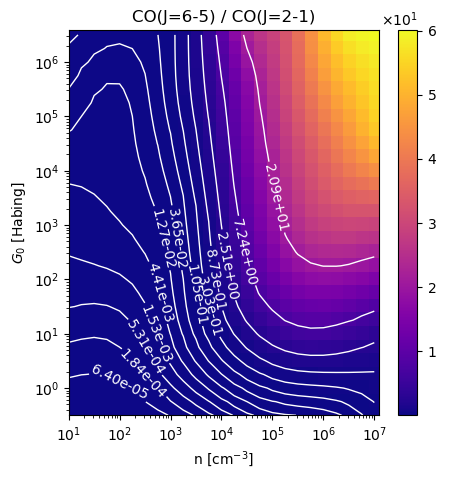 CO(J=6-5) / CO(J=2-1)
×10¹
G₀ [Habing]
10⁶
10⁵
10⁴
10³
10²
10¹
10⁰
2.09e+01
7.24e+00
2.51e+00
8.73e-01
3.03e-01
1.05e-01
3.65e-02
1.27e-02
4.41e-03
1.53e-03
5.31e-04
1.84e-04
6.40e-05
10¹ 10² 10³ 10⁴ 10⁵ 10⁶ 10⁷
n [cm⁻³]
6
5
4
3
2
1